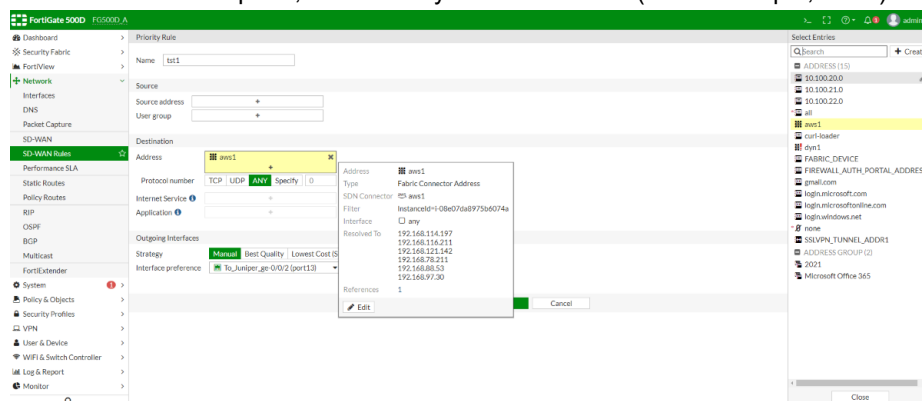 FortiGate 500D FG500D_A
>_ admin
Dashboard
Security Fabric
FortiView
Network
Interfaces
DNS
Packet Capture
SD-WAN
SD-WAN Rules
Performance SLA
Static Routes
Policy Routes
RIP
OSPF
BGP
Multicast
FortiExtender
System 1
Policy & Objects
Security Profiles
VPN
User & Device
WiFi & Switch Controller
Log & Report
Monitor
Priority Rule
Name tst1
Source
Source address +
User group +
Destination
Address aws1
+
Protocol number TCP UDP ANY Specify 0
Internet Service +
Application +
Outgoing Interfaces
Strategy Manual Best Quality Lowest Cost (S
Interface preference To_Juniper_ge-0/0/2 (port13)
Cancel
Address aws1
Type Fabric Connector Address
SDN Connector aws1
Filter InstanceId=i-08e07da8975b6074a
Interface any
Resolved To 192.168.114.197
192.168.116.211
192.168.121.142
192.168.78.211
192.168.88.53
192.168.97.30
References 1
Edit
Select Entries
Search + Creat
ADDRESS (15)
10.100.20.0
10.100.21.0
10.100.22.0
all
aws1
curl-loader
dyn1
FABRIC_DEVICE
FIREWALL_AUTH_PORTAL_ADDRES
gmail.com
login.microsoft.com
login.microsoftonline.com
login.windows.net
none
SSLVPN_TUNNEL_ADDR1
ADDRESS GROUP (2)
2021
Microsoft Office 365
Close